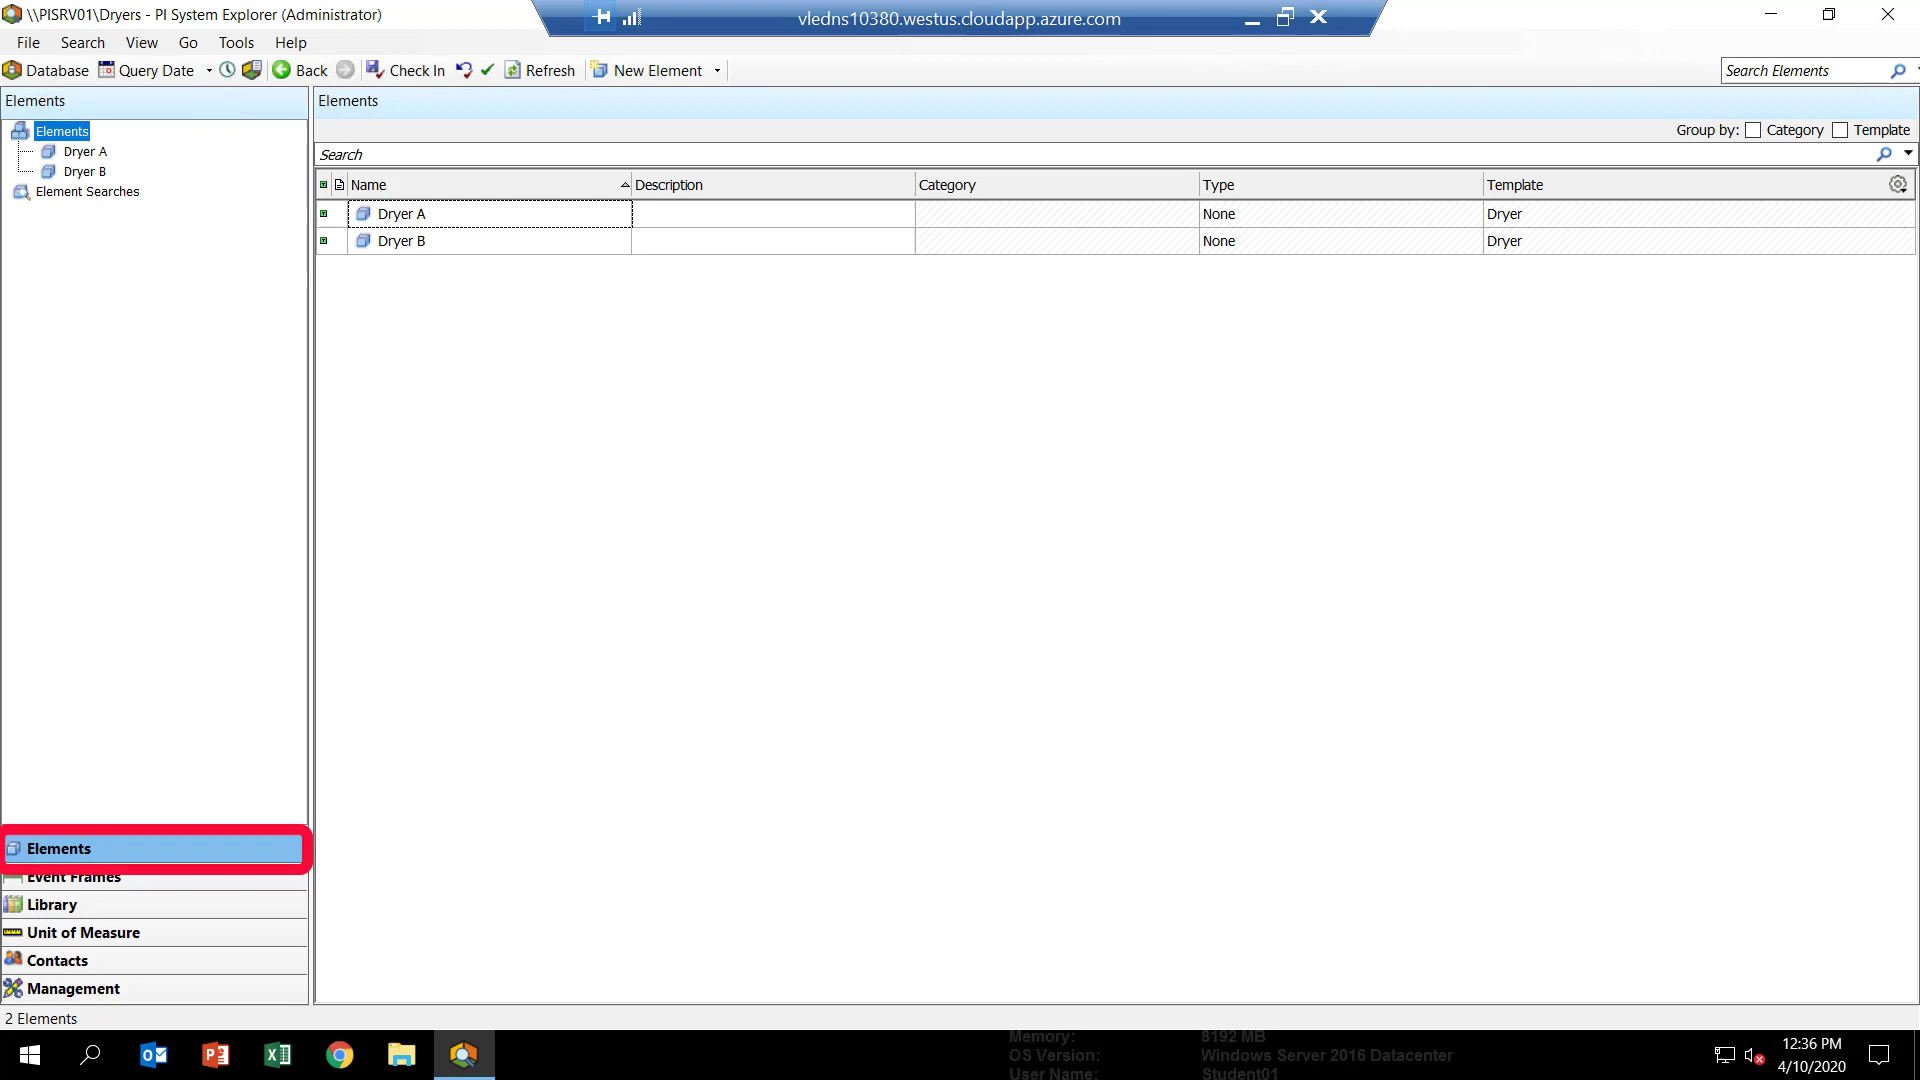 \\PISRV01\Dryers - PI System Explorer (Administrator)
vledns10380.westus.cloudapp.azure.com
File Search View Go Tools Help
Database Query Date Back Check In Refresh New Element
Search Elements
Elements
Elements
Group by: Category Template
Elements
Dryer A
Dryer B
Element Searches
Search
Name Description Category Type Template
Dryer A None Dryer
Dryer B None Dryer
Elements
Event Frames
Library
Unit of Measure
Contacts
Management
2 Elements
Memory: 8192 MB
OS Version: Windows Server 2016 Datacenter
User Name: Student01
12:36 PM
4/10/2020